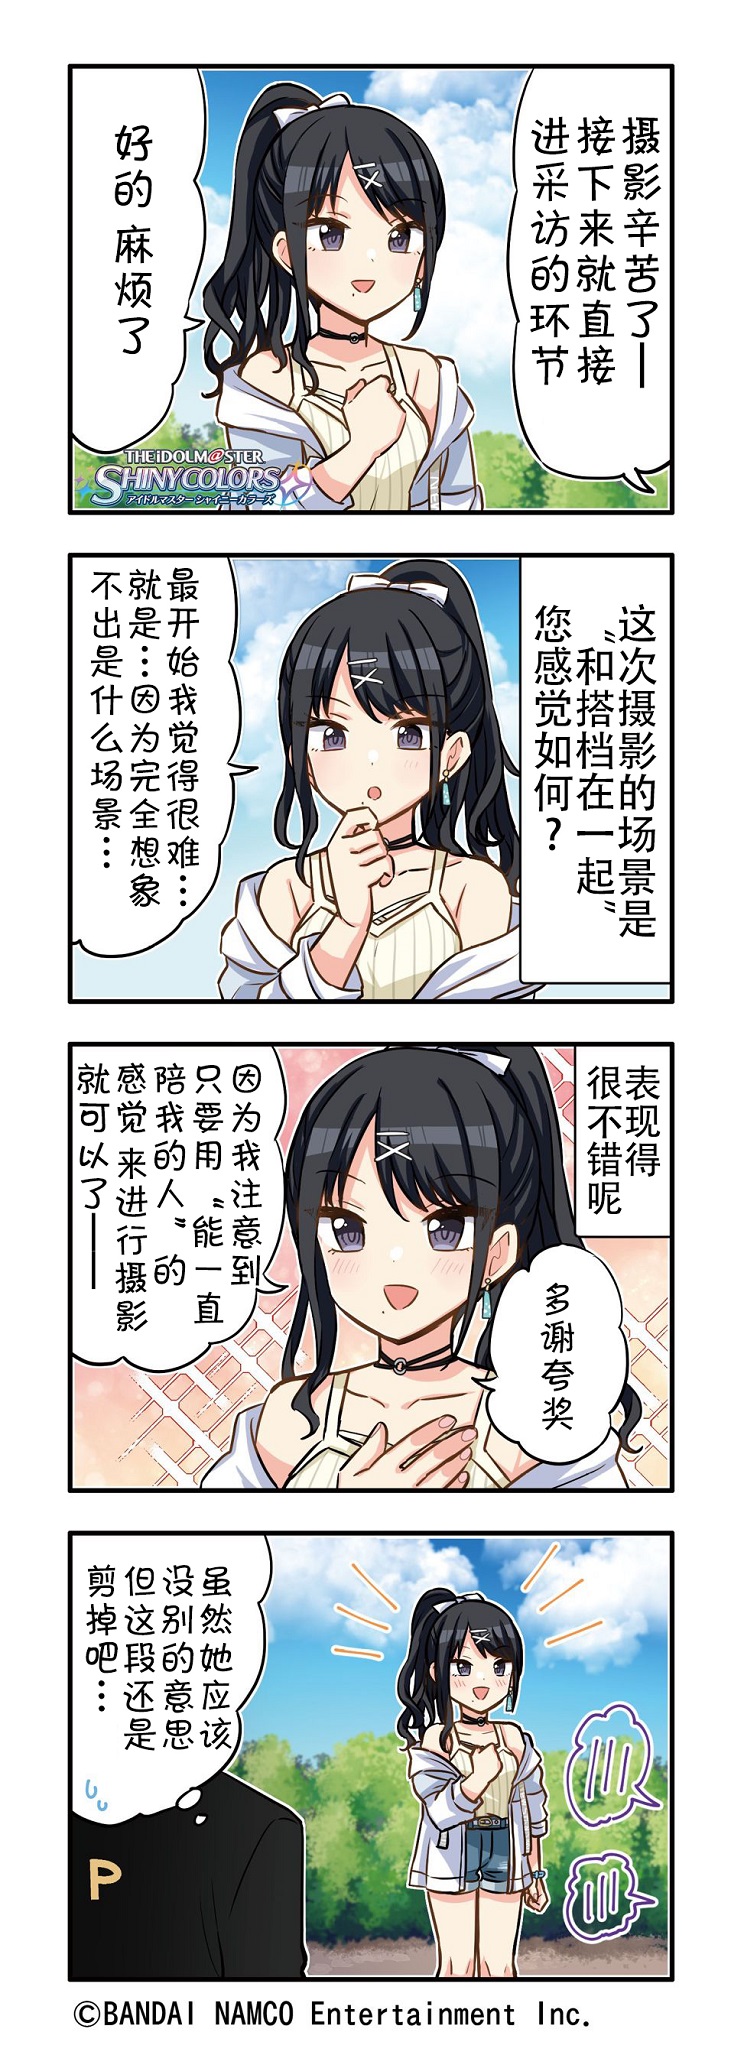 摄影辛苦了—
接下来就直接
进采访的环节
好的 麻烦了
THE iDOLM@STER
SHINY COLORS
アイドルマスター シャイニーカラーズ
这次摄影的场景是
“和搭档在一起”
您感觉如何？
最开始我觉得很难…
就是…因为完全想象
不出是什么场景…
表现得
很不错呢
多谢夸奖
因为我注意到
只要用“能一直
陪我的人”的
感觉 来进行摄影
就可以了——
虽然她应该
没别的意思
但这段还是
剪掉吧…
P
©BANDAI NAMCO Entertainment Inc.